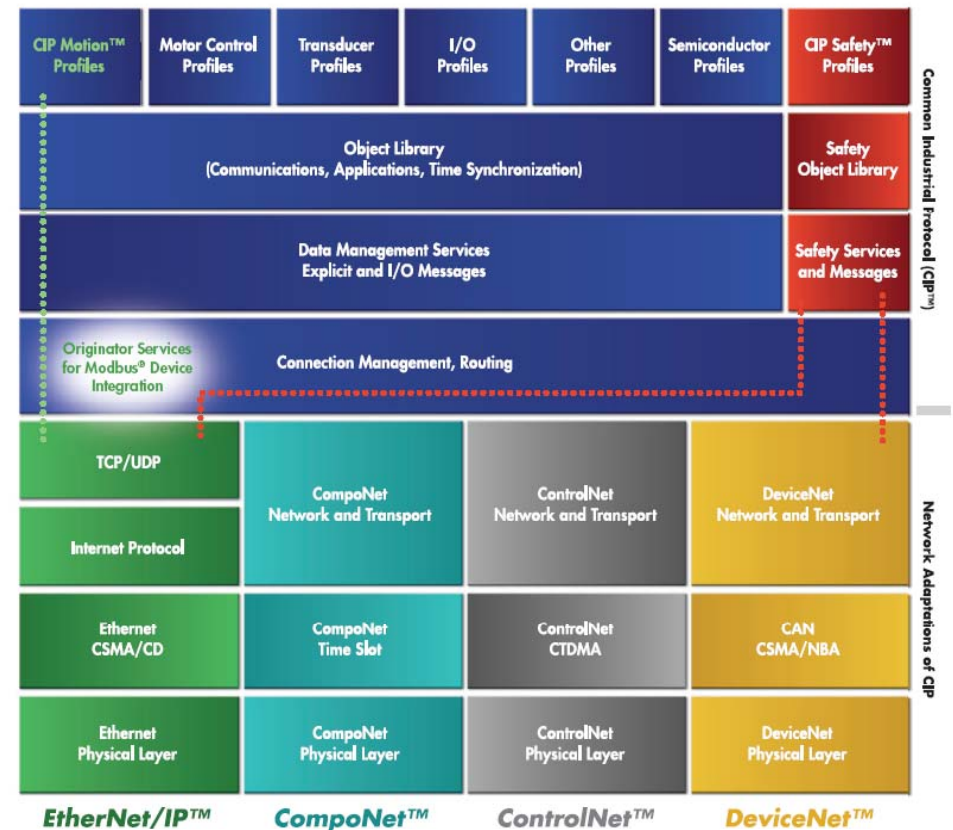 CIP Motion™
Profiles
Motor Control
Profiles
Transducer
Profiles
I/O
Profiles
Other
Profiles
Semiconductor
Profiles
CIP Safety™
Profiles
Object Library
(Communications, Applications, Time Synchronization)
Safety
Object Library
Data Management Services
Explicit and I/O Messages
Safety Services
and Messages
Originator Services
for Modbus® Device
Integration
Connection Management, Routing
Common Industrial Protocol (CIP™)
TCP/UDP
Internet Protocol
CompoNet
Network and Transport
ControlNet
Network and Transport
DeviceNet
Network and Transport
Ethernet
CSMA/CD
CompoNet
Time Slot
ControlNet
CTDMA
CAN
CSMA/NBA
Ethernet
Physical Layer
CompoNet
Physical Layer
ControlNet
Physical Layer
DeviceNet
Physical Layer
Network Adaptations of CIP
EtherNet/IP™
CompoNet™
ControlNet™
DeviceNet™